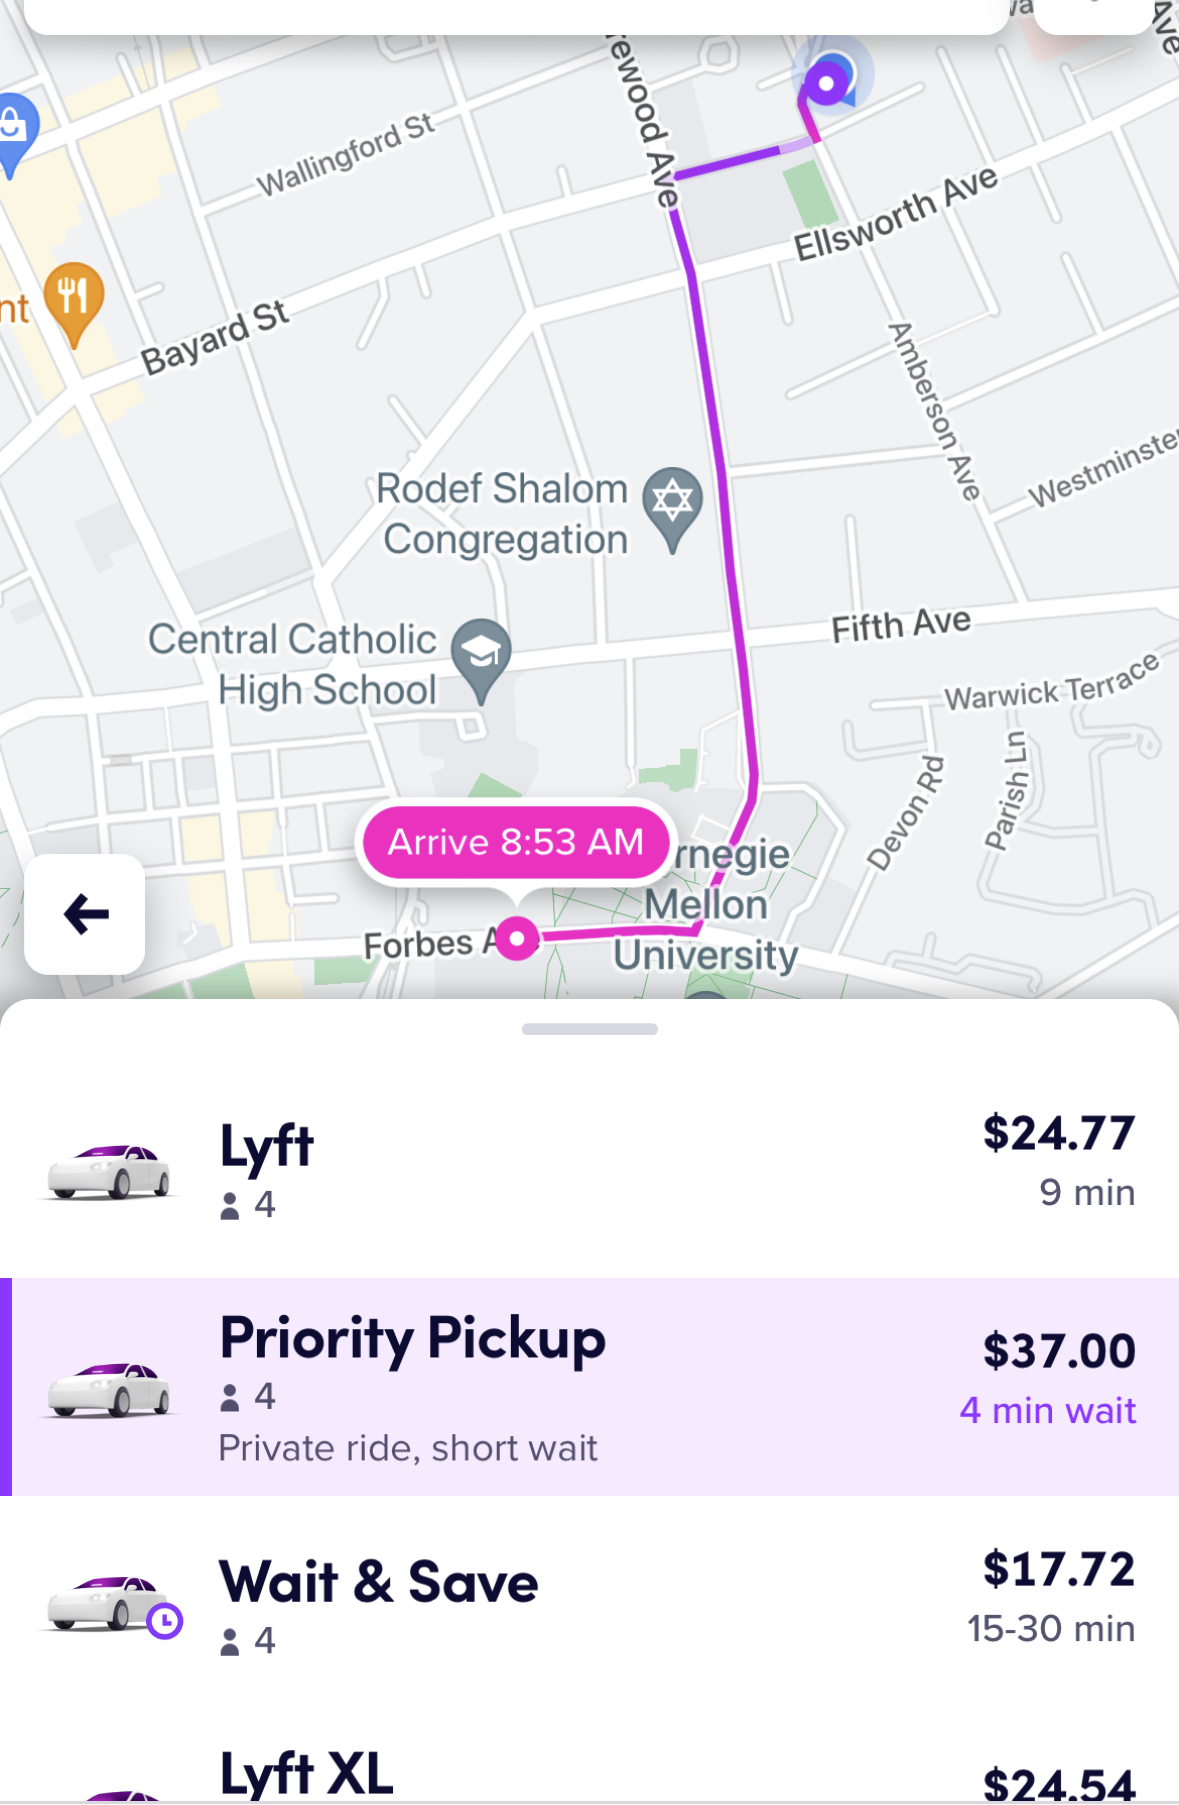 Ave
Wallingford St
ewood Ave
Ellsworth Ave
nt
Bayard St
Amberson Ave
Westminste
Rodef Shalom
Congregation
Fifth Ave
Central Catholic
High School
Warwick Terrace
Parish Ln
Devon Rd
Arrive 8:53 AM
rnegie
Mellon
University
Forbes A
Lyft
4
$24.77
9 min
Priority Pickup
4
Private ride, short wait
$37.00
4 min wait
Wait & Save
4
$17.72
15-30 min
Lyft XL
$24.54